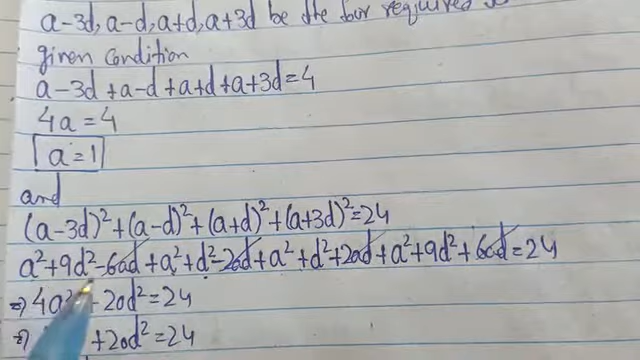 a-3d, a-d, a+d, a+3d be the four required
given condition
a-3d+a-d+a+d+a+3d=4
4a=4
a=1
and
(a-3d)²+(a-d)²+(a+d)²+(a+3d)²=24
a²+9d²-6ad+a²+d²-2ad+a²+d²+2ad+a²+9d²+6ad=24
⇒ 4a² + 20d²=24
⇒ +20d²=24